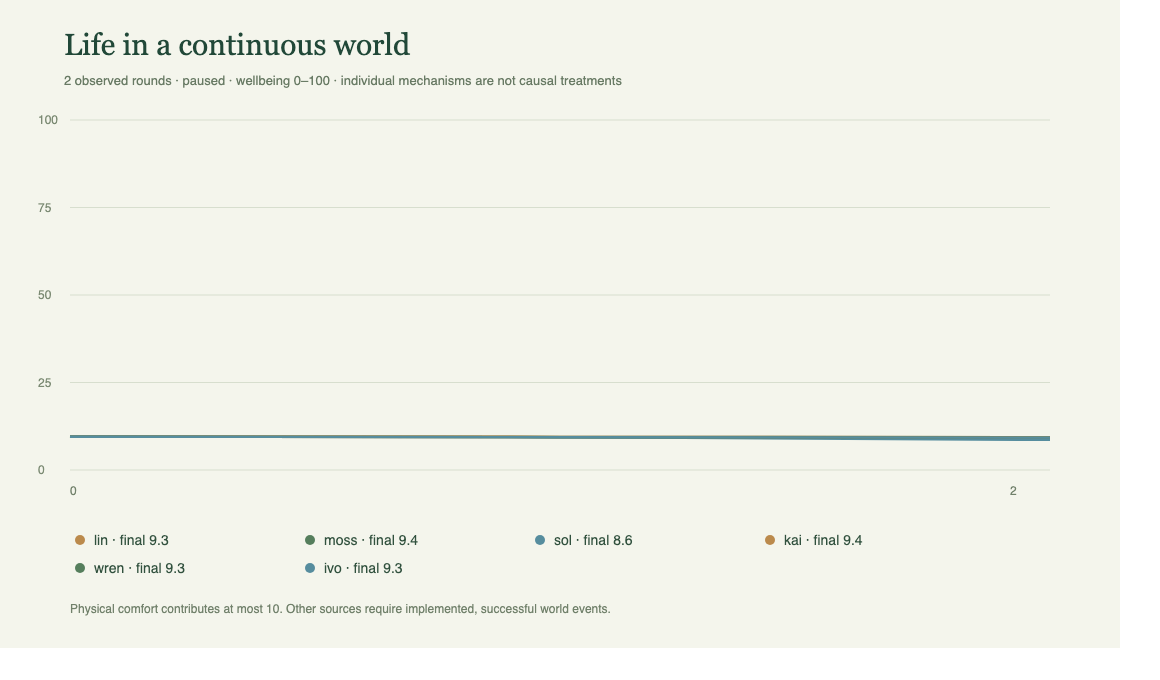 Life in a continuous world
2 observed rounds · paused · wellbeing 0–100 · individual mechanisms are not causal treatments
100
75
50
25
0
0 2
lin · final 9.3 moss · final 9.4 sol · final 8.6 kai · final 9.4
wren · final 9.3 ivo · final 9.3
Physical comfort contributes at most 10. Other sources require implemented, successful world events.